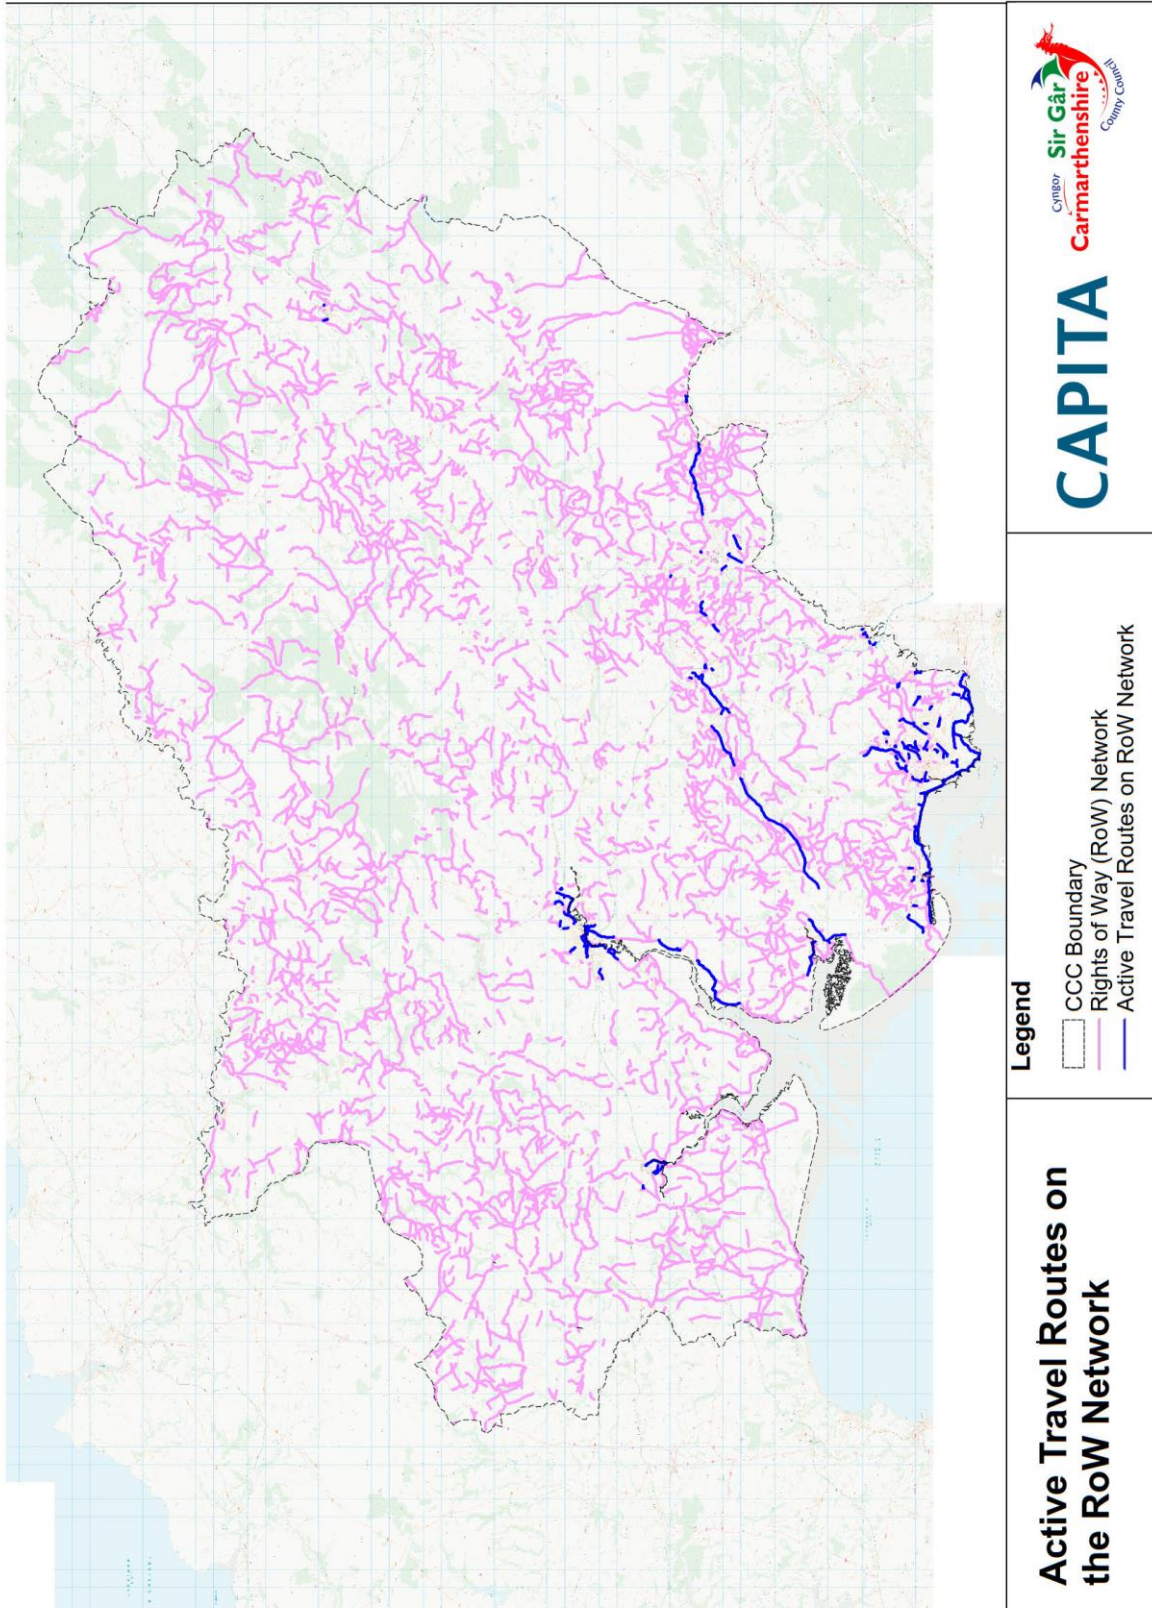 Active Travel Routes on
the RoW Network
Legend
CCC Boundary
Rights of Way (RoW) Network
Active Travel Routes on RoW Network
CAPITA
Cyngor Sir Gâr
Carmarthenshire
County Council